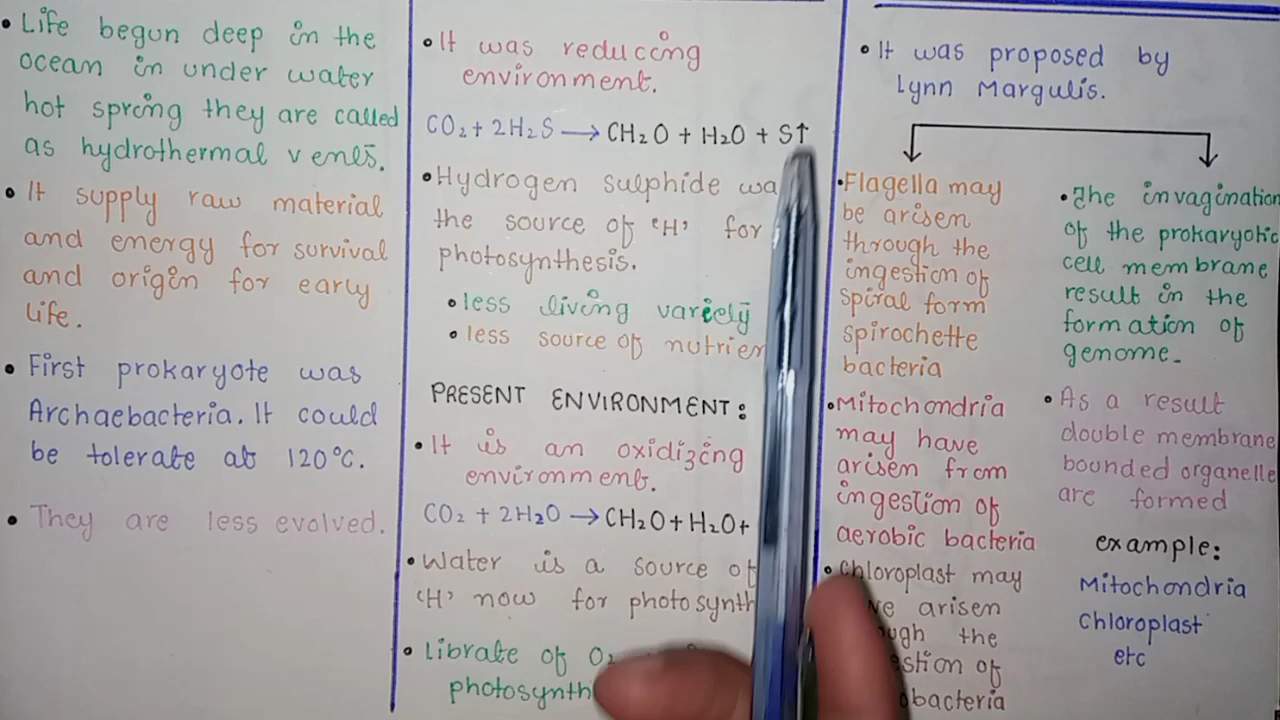 • Life begun deep in the
ocean in under water
hot spring they are called
as hydrothermal vents.
• It supply raw material
and energy for survival
and origin for early
life.
• First prokaryote was
Archaebacteria. It could
be tolerate at 120°C.
• They are less evolved.
• It was reducing
environment.
CO₂ + 2H₂S → CH₂O + H₂O + S↑
• Hydrogen sulphide
the source of 'H' for
photosynthesis.
• less living variety
• less source of
PRESENT ENVIRONMENT:
• It is an oxidizing
environment.
CO₂ + 2H₂O → CH₂O + H₂O +
• Water is a source
'H' now for
• Librate of O₂
• It was proposed by
Lynn Margulis.
• Flagella may
be arisen
through the
ingestion of
spiral form
spirochette
bacteria
• Mitochondria
may have
arisen from
ingestion of
aerobic bacteria
• Chloroplast may
arisen
the
of
• The invagination
of the prokaryotic
cell membrane
result in the
formation of
genome.
• As a result
double membrane
bounded organelle
are formed
example:
Mitochondria
Chloroplast
etc